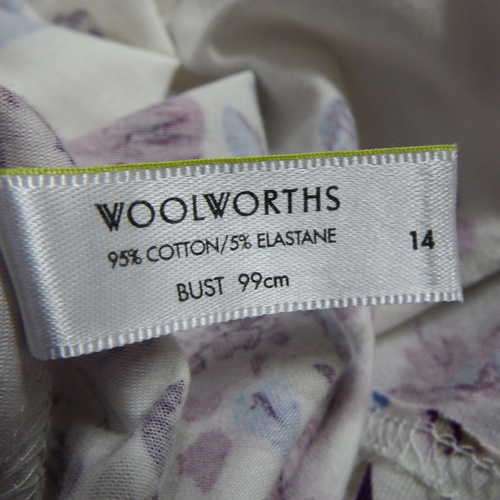 WOOLWORTHS
95% COTTON/5% ELASTANE 14
BUST 99cm